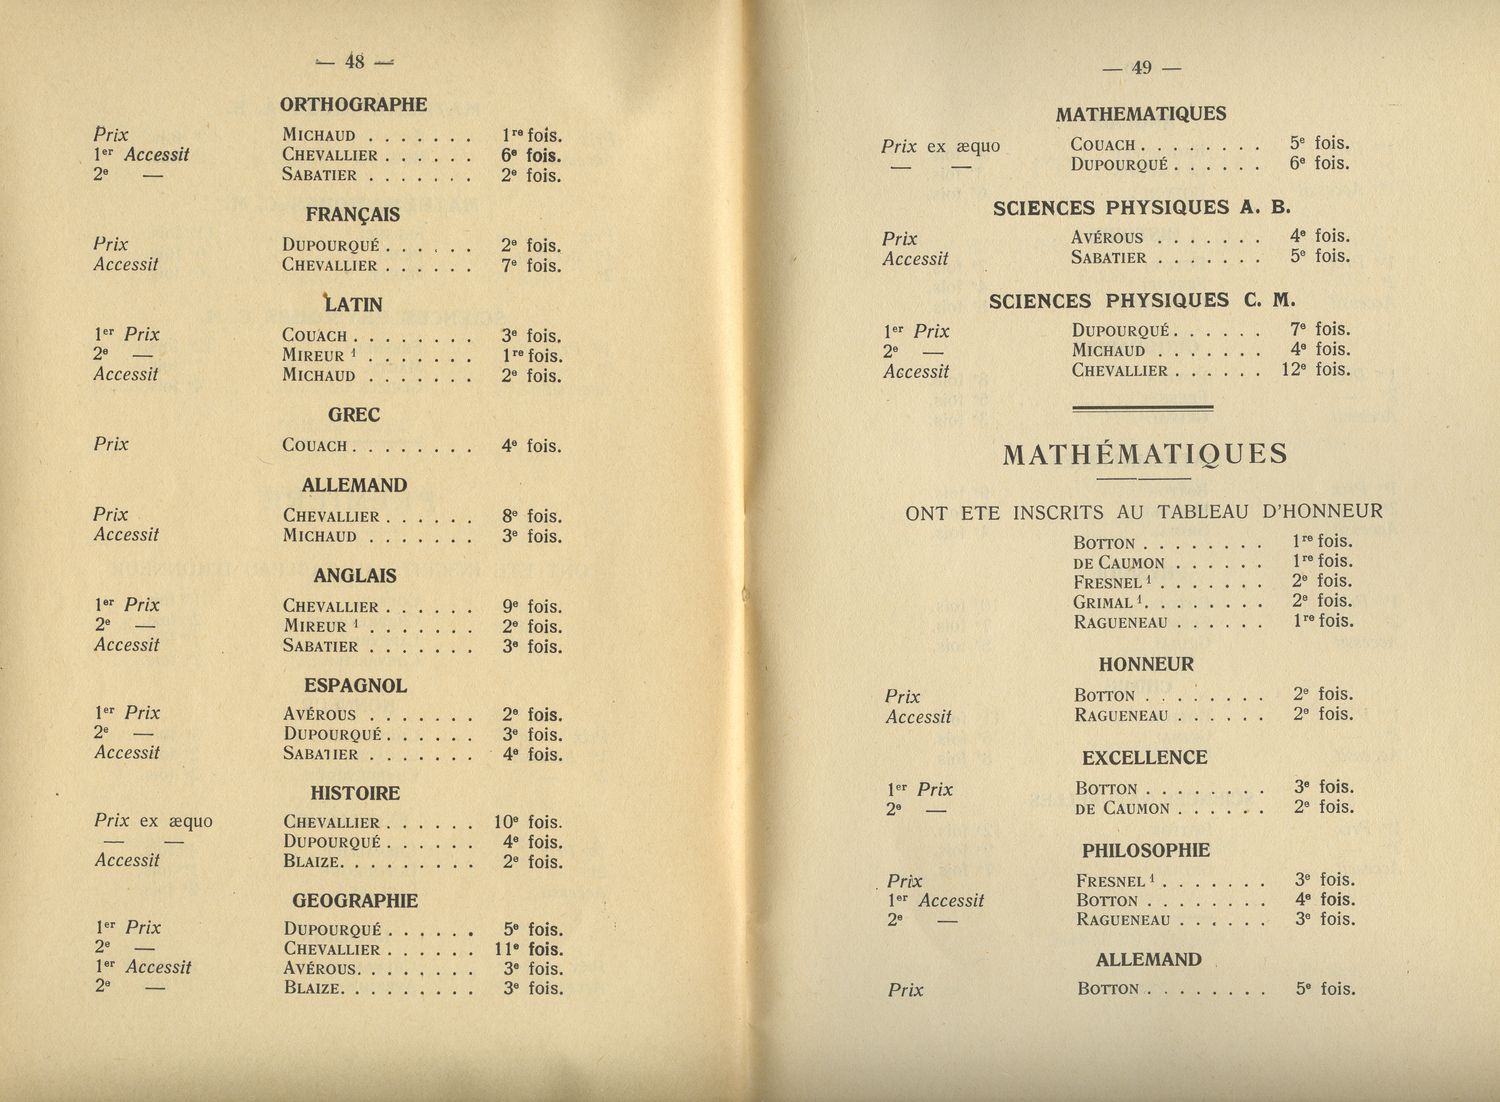 — 48 —
ORTHOGRAPHE
Prix MICHAUD . . . . . . . 1re fois.
1er Accessit CHEVALLIER . . . . . . 6e fois.
2e — SABATIER . . . . . . . 2e fois.
FRANÇAIS
Prix DUPOURQUÉ . . . . . . 2e fois.
Accessit CHEVALLIER . . . . . . 7e fois.
LATIN
1er Prix COUACH . . . . . . . . 3e fois.
2e — MIREUR 1 . . . . . . . 1re fois.
Accessit MICHAUD . . . . . . . 2e fois.
GREC
Prix COUACH . . . . . . . . 4e fois.
ALLEMAND
Prix CHEVALLIER . . . . . . 8e fois.
Accessit MICHAUD . . . . . . . 3e fois.
ANGLAIS
1er Prix CHEVALLIER . . . . . . 9e fois.
2e — MIREUR 1 . . . . . . . 2e fois.
Accessit SABATIER . . . . . . . 3e fois.
ESPAGNOL
1er Prix AVÉROUS . . . . . . . 2e fois.
2e — DUPOURQUÉ . . . . . . 3e fois.
Accessit SABATIER . . . . . . . 4e fois.
HISTOIRE
Prix ex æquo CHEVALLIER . . . . . . 10e fois.
— — DUPOURQUÉ . . . . . . 4e fois.
Accessit BLAIZE . . . . . . . . . 2e fois.
GEOGRAPHIE
1er Prix DUPOURQUÉ . . . . . . 5e fois.
2e — CHEVALLIER . . . . . . 11e fois.
1er Accessit AVÉROUS . . . . . . . . 3e fois.
2e — BLAIZE . . . . . . . . . 3e fois.
— 49 —
MATHEMATIQUES
Prix ex æquo COUACH . . . . . . . . 5e fois.
— — DUPOURQUÉ . . . . . . 6e fois.
SCIENCES PHYSIQUES A. B.
Prix AVÉROUS . . . . . . . 4e fois.
Accessit SABATIER . . . . . . . 5e fois.
SCIENCES PHYSIQUES C. M.
1er Prix DUPOURQUÉ . . . . . . 7e fois.
2e — MICHAUD . . . . . . . 4e fois.
Accessit CHEVALLIER . . . . . . 12e fois.
MATHÉMATIQUES
ONT ETE INSCRITS AU TABLEAU D'HONNEUR
BOTTON . . . . . . . . 1re fois.
DE CAUMON . . . . . . 1re fois.
FRESNEL 1 . . . . . . . 2e fois.
GRIMAL 1 . . . . . . . . 2e fois.
RAGUENEAU . . . . . . 1re fois.
HONNEUR
Prix BOTTON . . . . . . . . 2e fois.
Accessit RAGUENEAU . . . . . . 2e fois.
EXCELLENCE
1er Prix BOTTON . . . . . . . . 3e fois.
2e — DE CAUMON . . . . . . 2e fois.
PHILOSOPHIE
Prix FRESNEL 1 . . . . . . . 3e fois.
1er Accessit BOTTON . . . . . . . . 4e fois.
2e — RAGUENEAU . . . . . . 3e fois.
ALLEMAND
Prix BOTTON . . . . . . . . 5e fois.